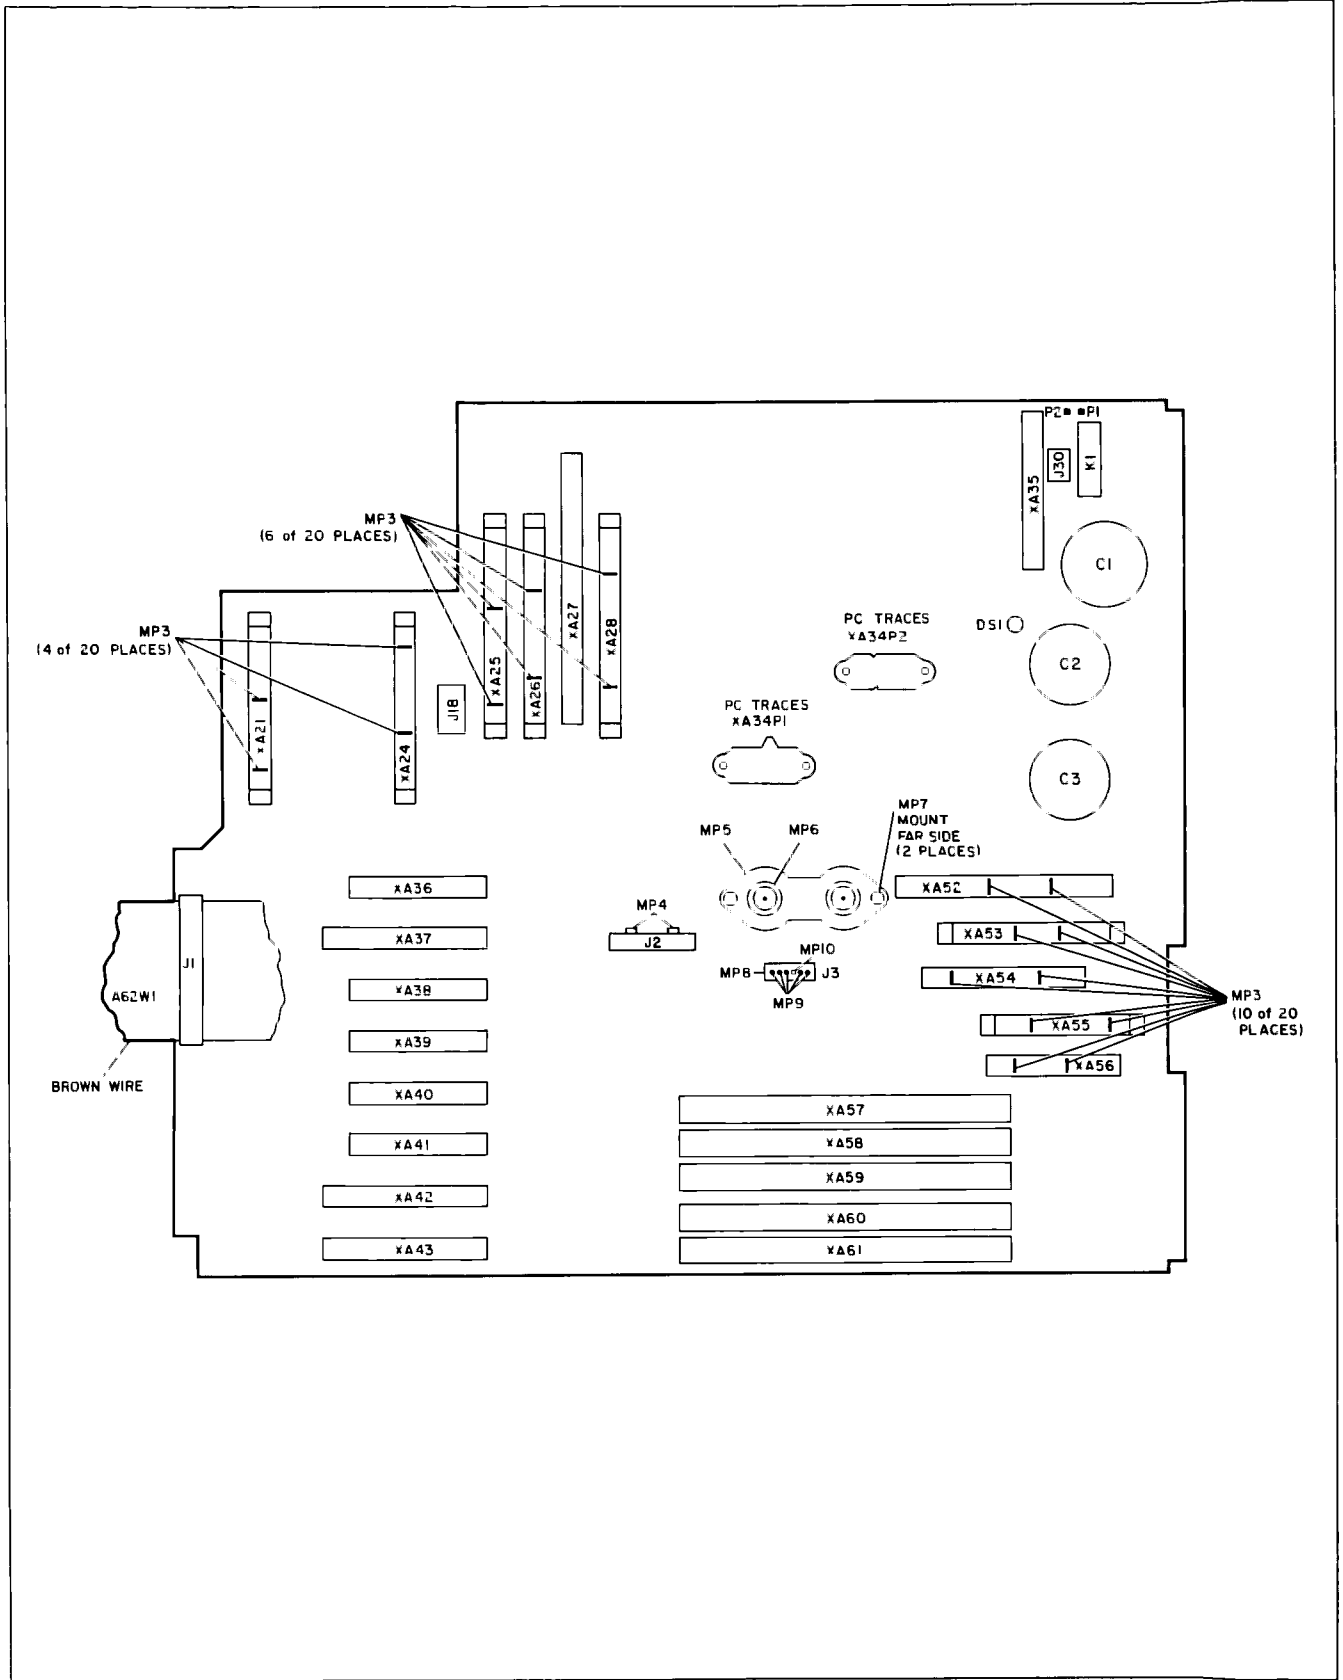 P2 P1
J30
K1
XA35
MP3
(6 of 20 PLACES)
C1
XA27
XA28
XA25
XA26
PC TRACES
XA34P2
DS1
MP3
(4 of 20 PLACES)
C2
J18
XA21
XA24
PC TRACES
XA34P1
C3
MP5
MP6
MP7
MOUNT
FAR SIDE
(2 PLACES)
XA36
XA52
MP4
J2
XA37
XA53
MP10
J1
MP8
J3
XA54
MP9
A62W1
XA38
MP3
(10 of 20
PLACES)
XA55
XA39
XA56
BROWN WIRE
XA40
XA57
XA41
XA58
XA59
XA42
XA60
XA43
XA61